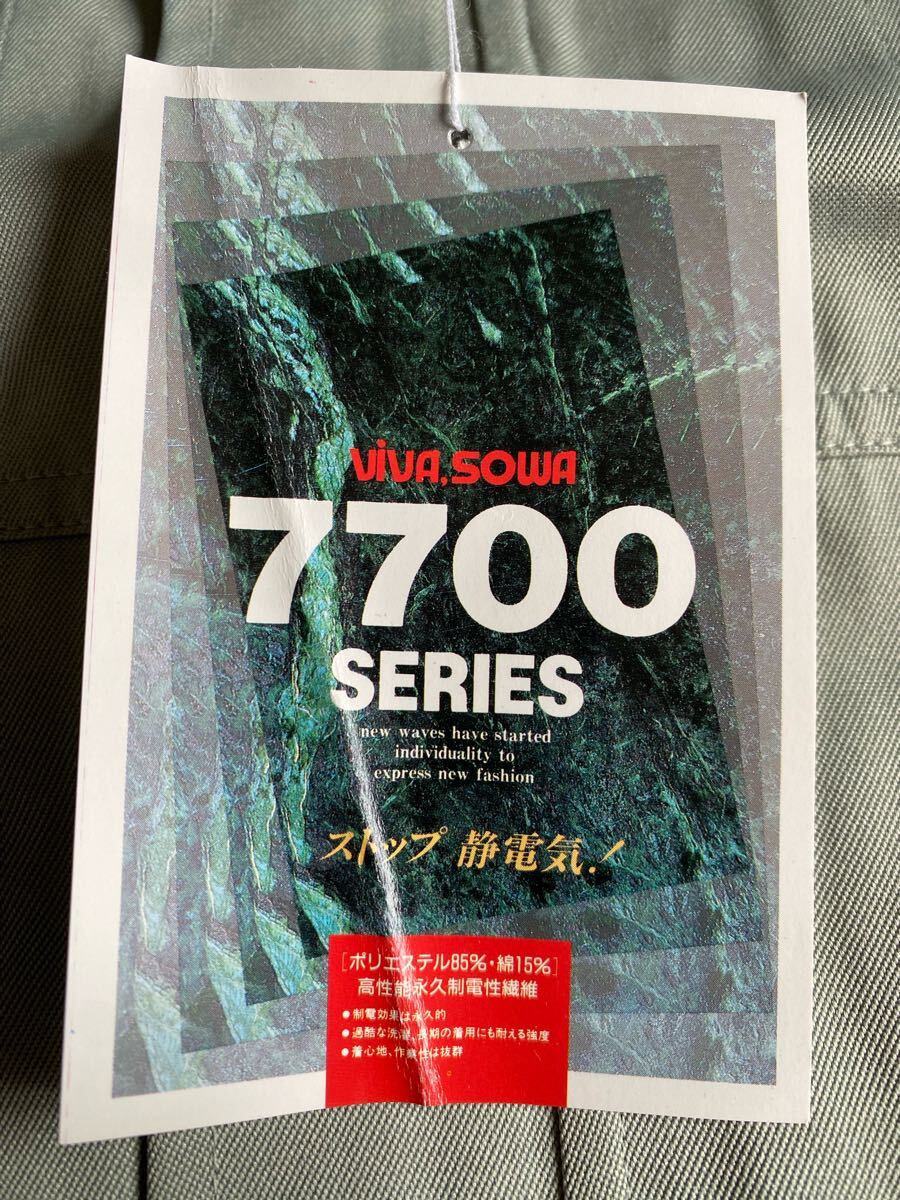 ViVA,SOWA
7700
SERIES
new waves have started
individuality to
express new fashion
ストップ 静電気!
[ポリエステル85%・綿15%]
高性能永久制電性繊維
●制電効果は永久的
●過酷な洗濯、長期の着用にも耐える強度
●着心地、作業性は抜群